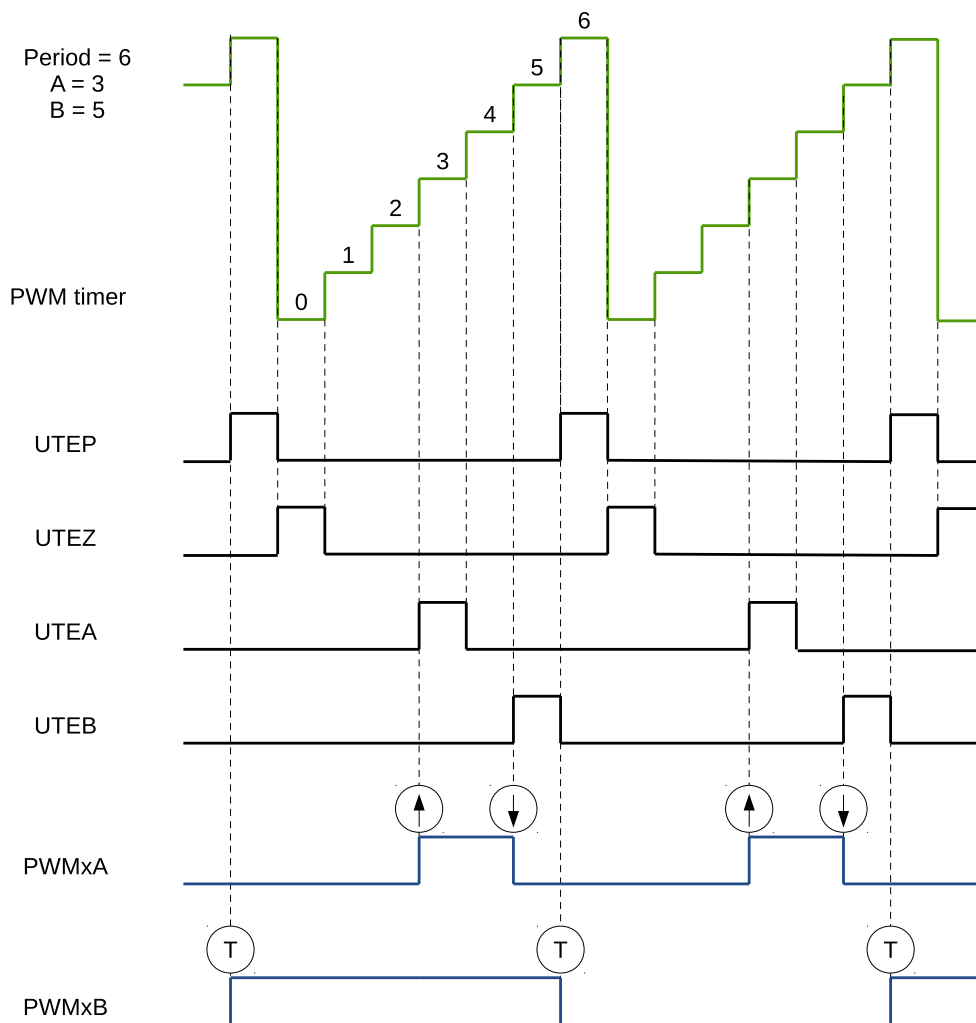 6
Period = 6
A = 3
B = 5
5
4
3
2
1
0
PWM timer
UTEP
UTEZ
UTEA
UTEB
PWMxA
T T T
PWMxB